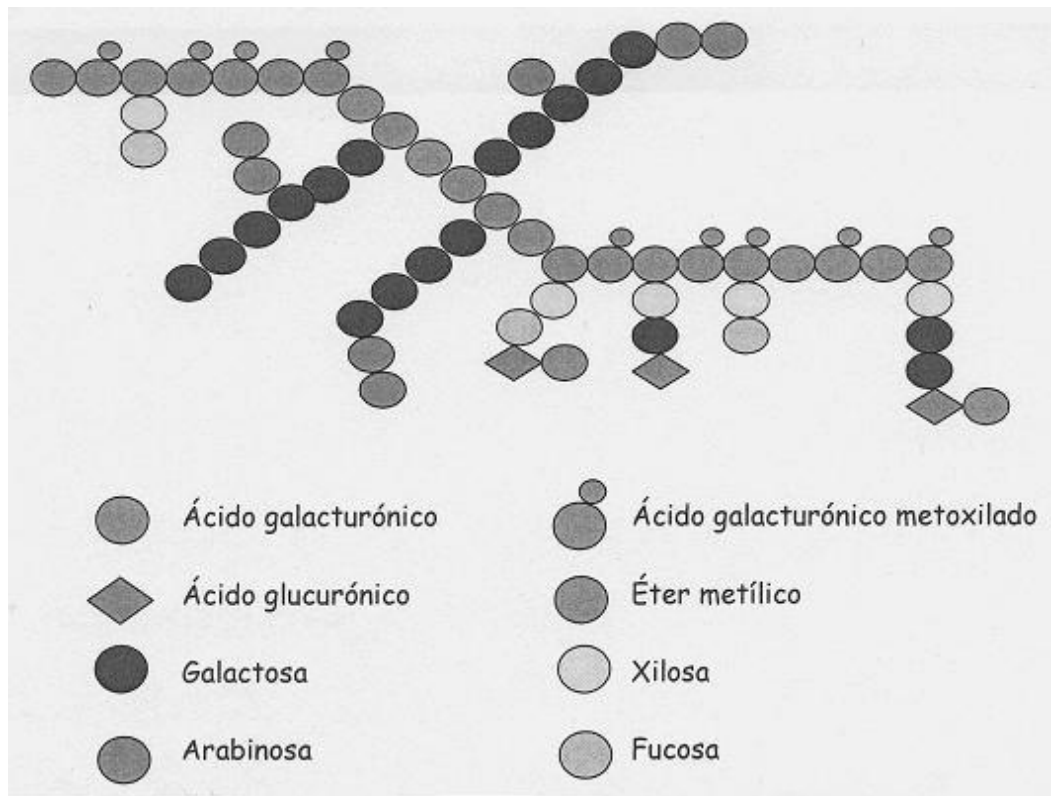 Ácido galacturónico
Ácido galacturónico metoxilado
Ácido glucurónico
Éter metílico
Galactosa
Xilosa
Arabinosa
Fucosa